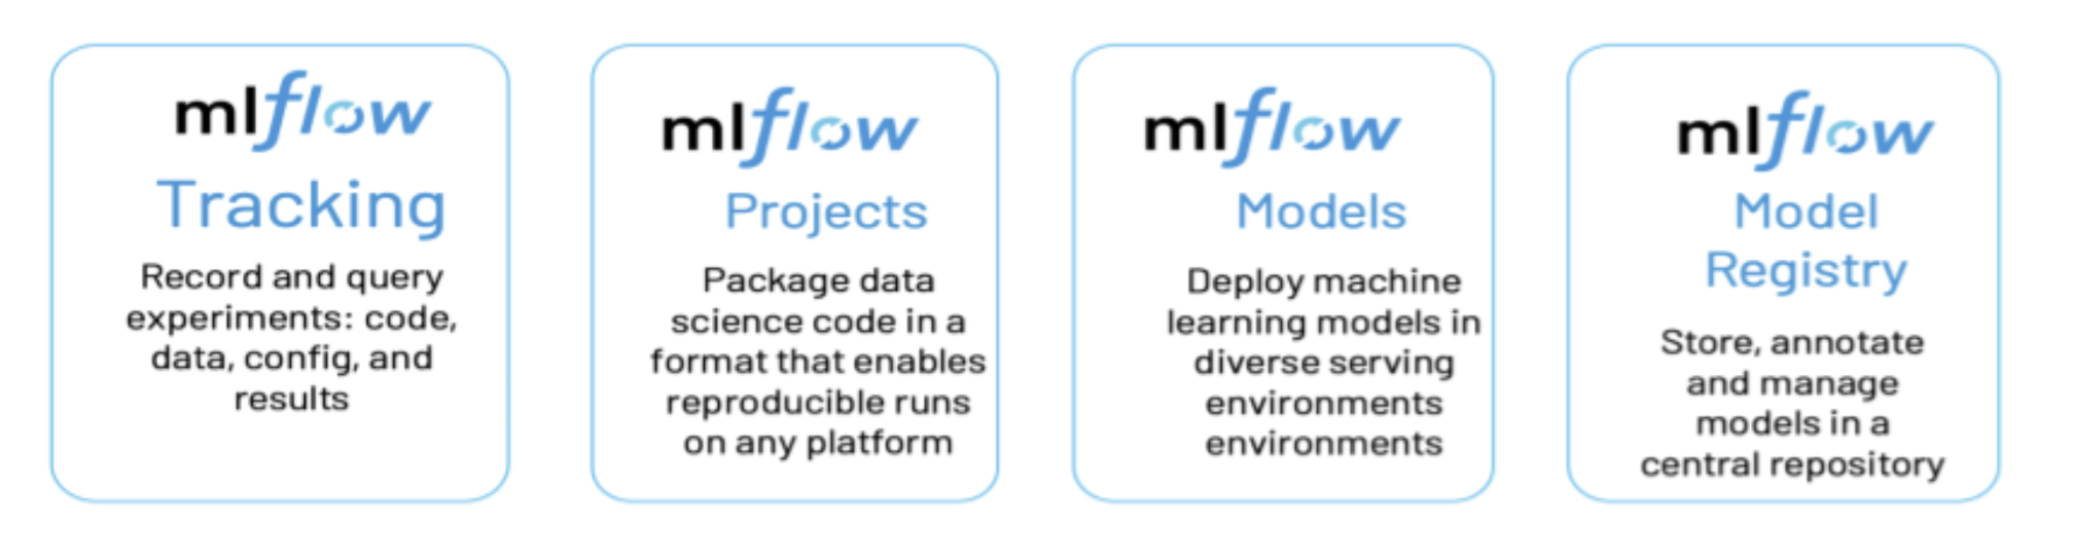 mlflow
Tracking
Record and query
experiments: code,
data, config, and
results
mlflow
Projects
Package data
science code in a
format that enables
reproducible runs
on any platform
mlflow
Models
Deploy machine
learning models in
diverse serving
environments
environments
mlflow
Model
Registry
Store, annotate
and manage
models in a
central repository